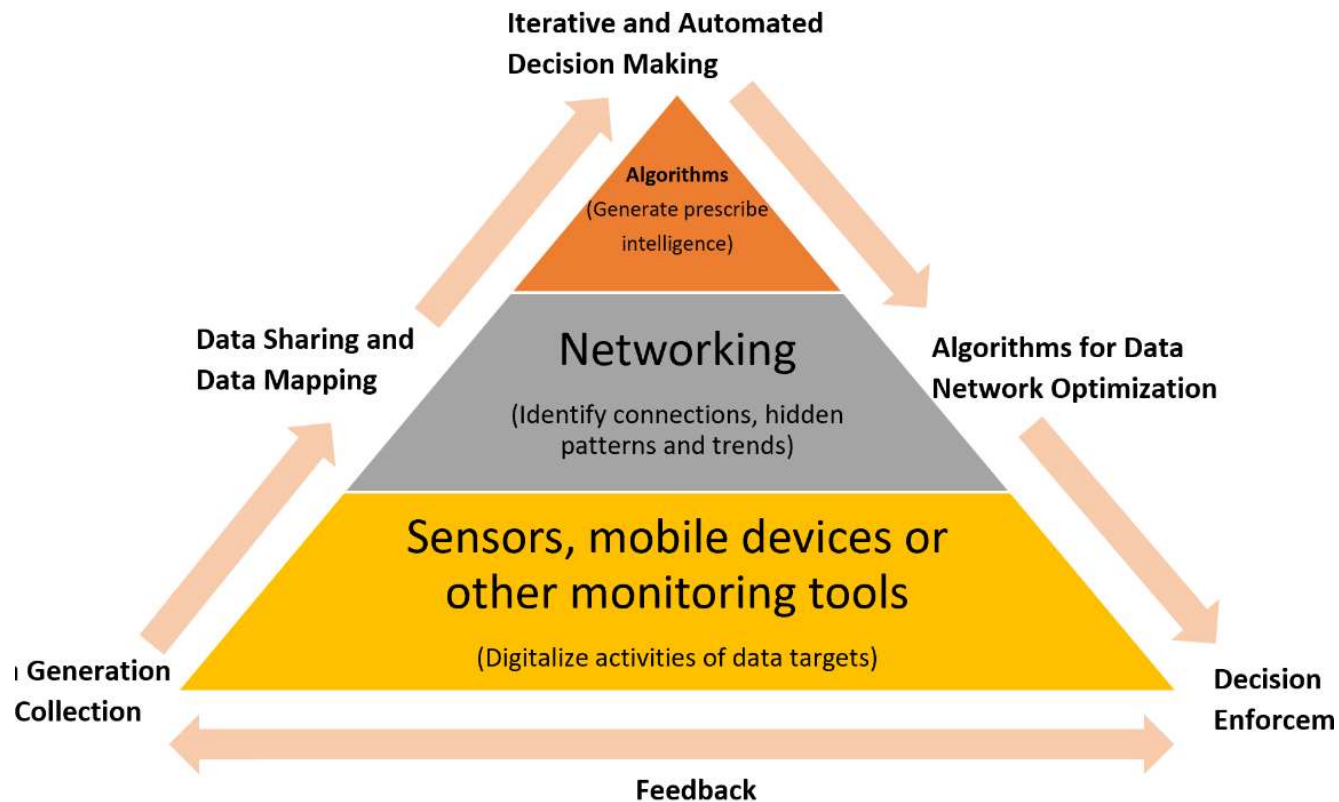 Iterative and Automated
Decision Making
Algorithms
(Generate prescribe
intelligence)
Data Sharing and
Data Mapping
Networking
(Identify connections, hidden
patterns and trends)
Algorithms for Data
Network Optimization
Sensors, mobile devices or
other monitoring tools
(Digitalize activities of data targets)
Generation
Collection
Decision
Enforcem
Feedback